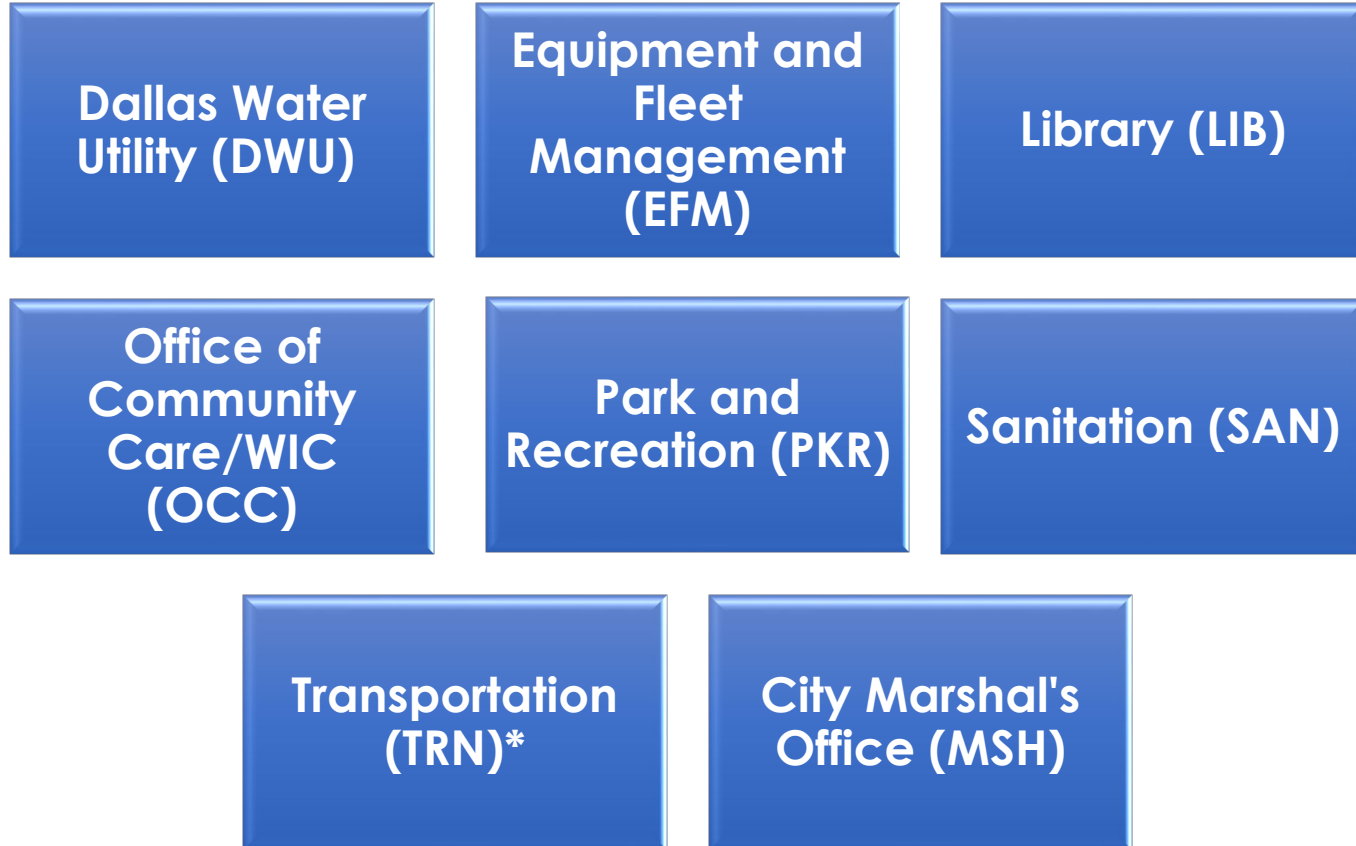 Dallas Water
Utility (DWU)
Equipment and
Fleet
Management
(EFM)
Library (LIB)
Office of
Community
Care/WIC
(OCC)
Park and
Recreation (PKR)
Sanitation (SAN)
Transportation
(TRN)*
City Marshal's
Office (MSH)